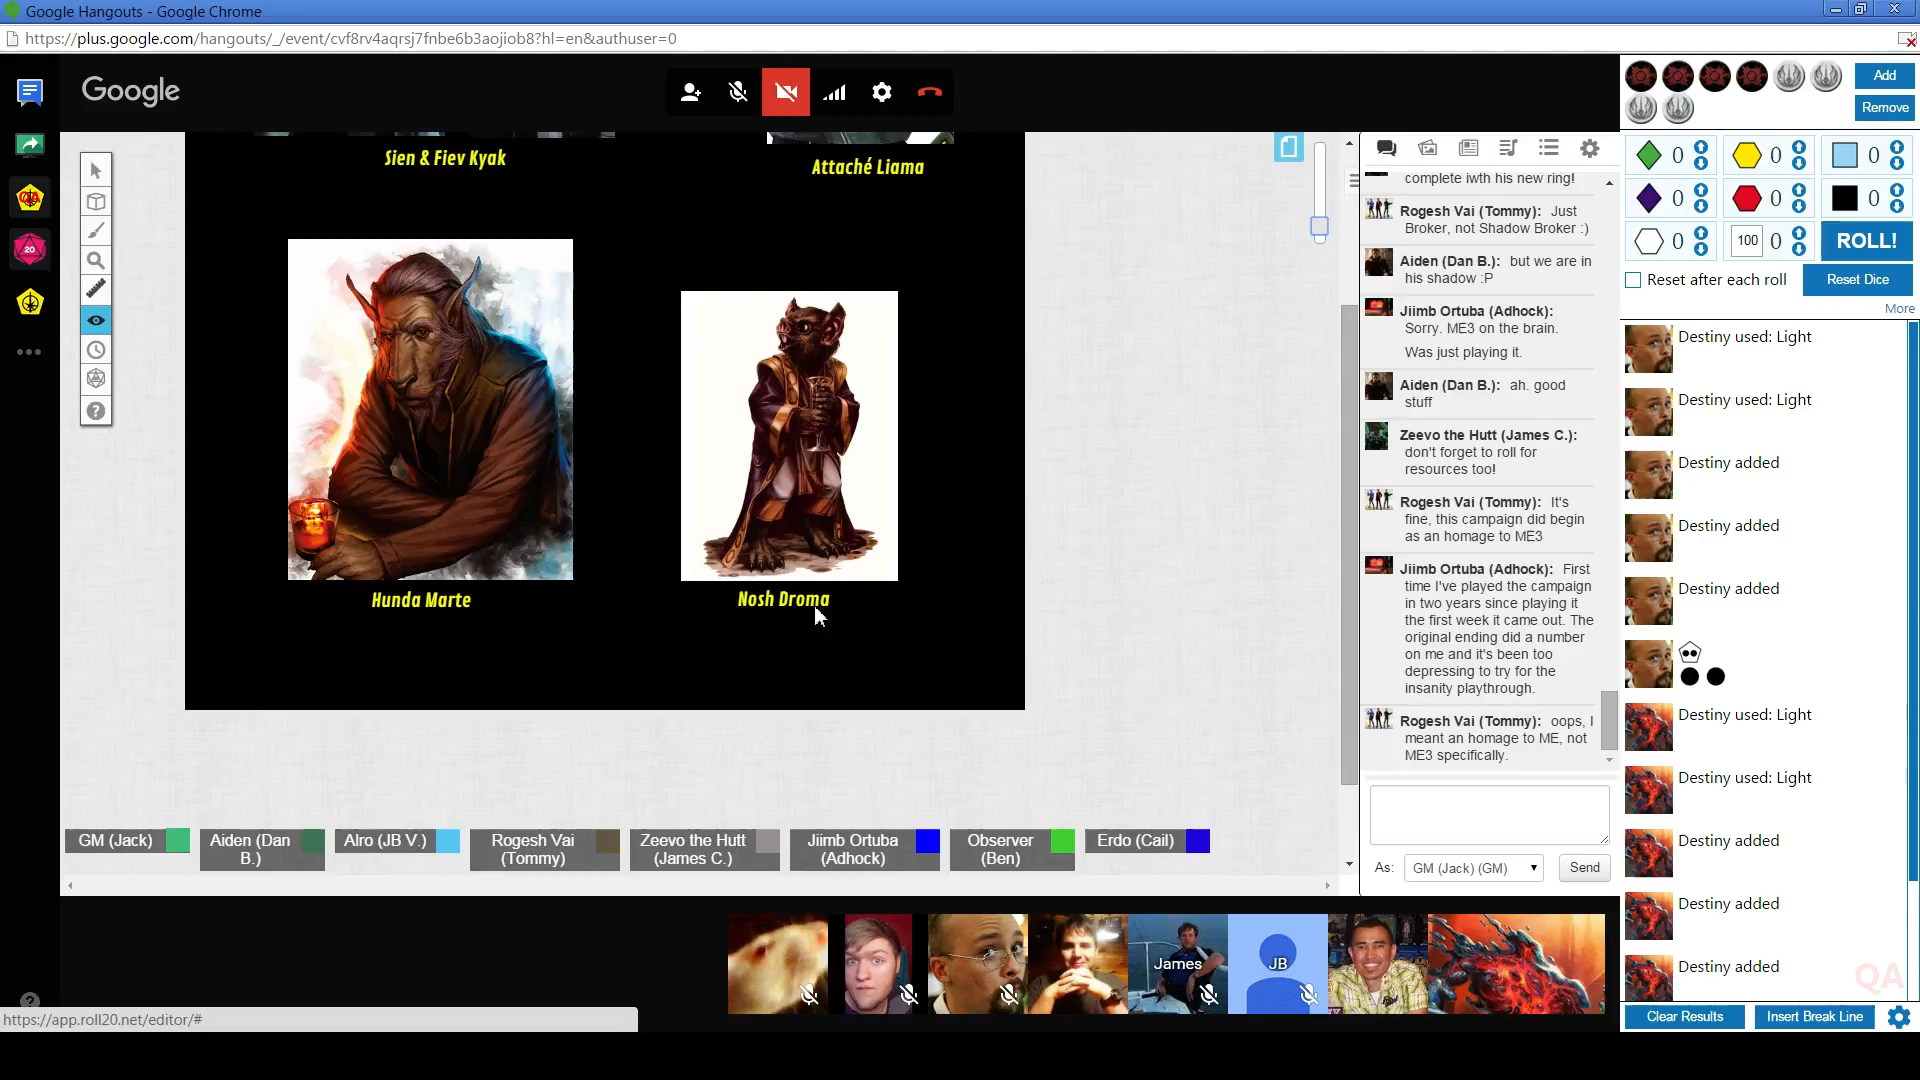 Google Hangouts - Google Chrome
https://plus.google.com/hangouts/_/event/cvf8rv4aqrsj7fnbe6b3aojiob8?hl=en&authuser=0
Google
QA
20
Sien & Fiev Kyak
Attaché Liama
Hunda Marte
Nosh Droma
complete iwth his new ring!
Rogesh Vai (Tommy): Just
Broker, not Shadow Broker :)
Aiden (Dan B.): but we are in
his shadow :P
Jiimb Ortuba (Adhock):
Sorry. ME3 on the brain.
Was just playing it.
Aiden (Dan B.): ah. good
stuff
Zeevo the Hutt (James C.):
don't forget to roll for
resources too!
Rogesh Vai (Tommy): It's
fine, this campaign did begin
as an homage to ME3
Jiimb Ortuba (Adhock): First
time I've played the campaign
in two years since playing it
the first week it came out. The
original ending did a number
on me and it's been too
depressing to try for the
insanity playthrough.
Rogesh Vai (Tommy): oops, I
meant an homage to ME, not
ME3 specifically.
As: GM (Jack) (GM) Send
GM (Jack)
Aiden (Dan
B.)
Alro (JB V.)
Rogesh Vai
(Tommy)
Zeevo the Hutt
(James C.)
Jiimb Ortuba
(Adhock)
Observer
(Ben)
Erdo (Cail)
James
JB
Add
Remove
0 0 0
0 0 0
0 100 0 ROLL!
Reset after each roll Reset Dice
More
Destiny used: Light
Destiny used: Light
Destiny added
Destiny added
Destiny added
Destiny used: Light
Destiny used: Light
Destiny added
Destiny added
Destiny added
QA
Clear Results Insert Break Line
?
?
https://app.roll20.net/editor/#